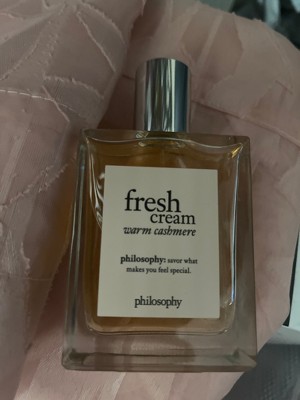 fresh
cream
warm cashmere
philosophy: savor what
makes you feel special.
philosophy